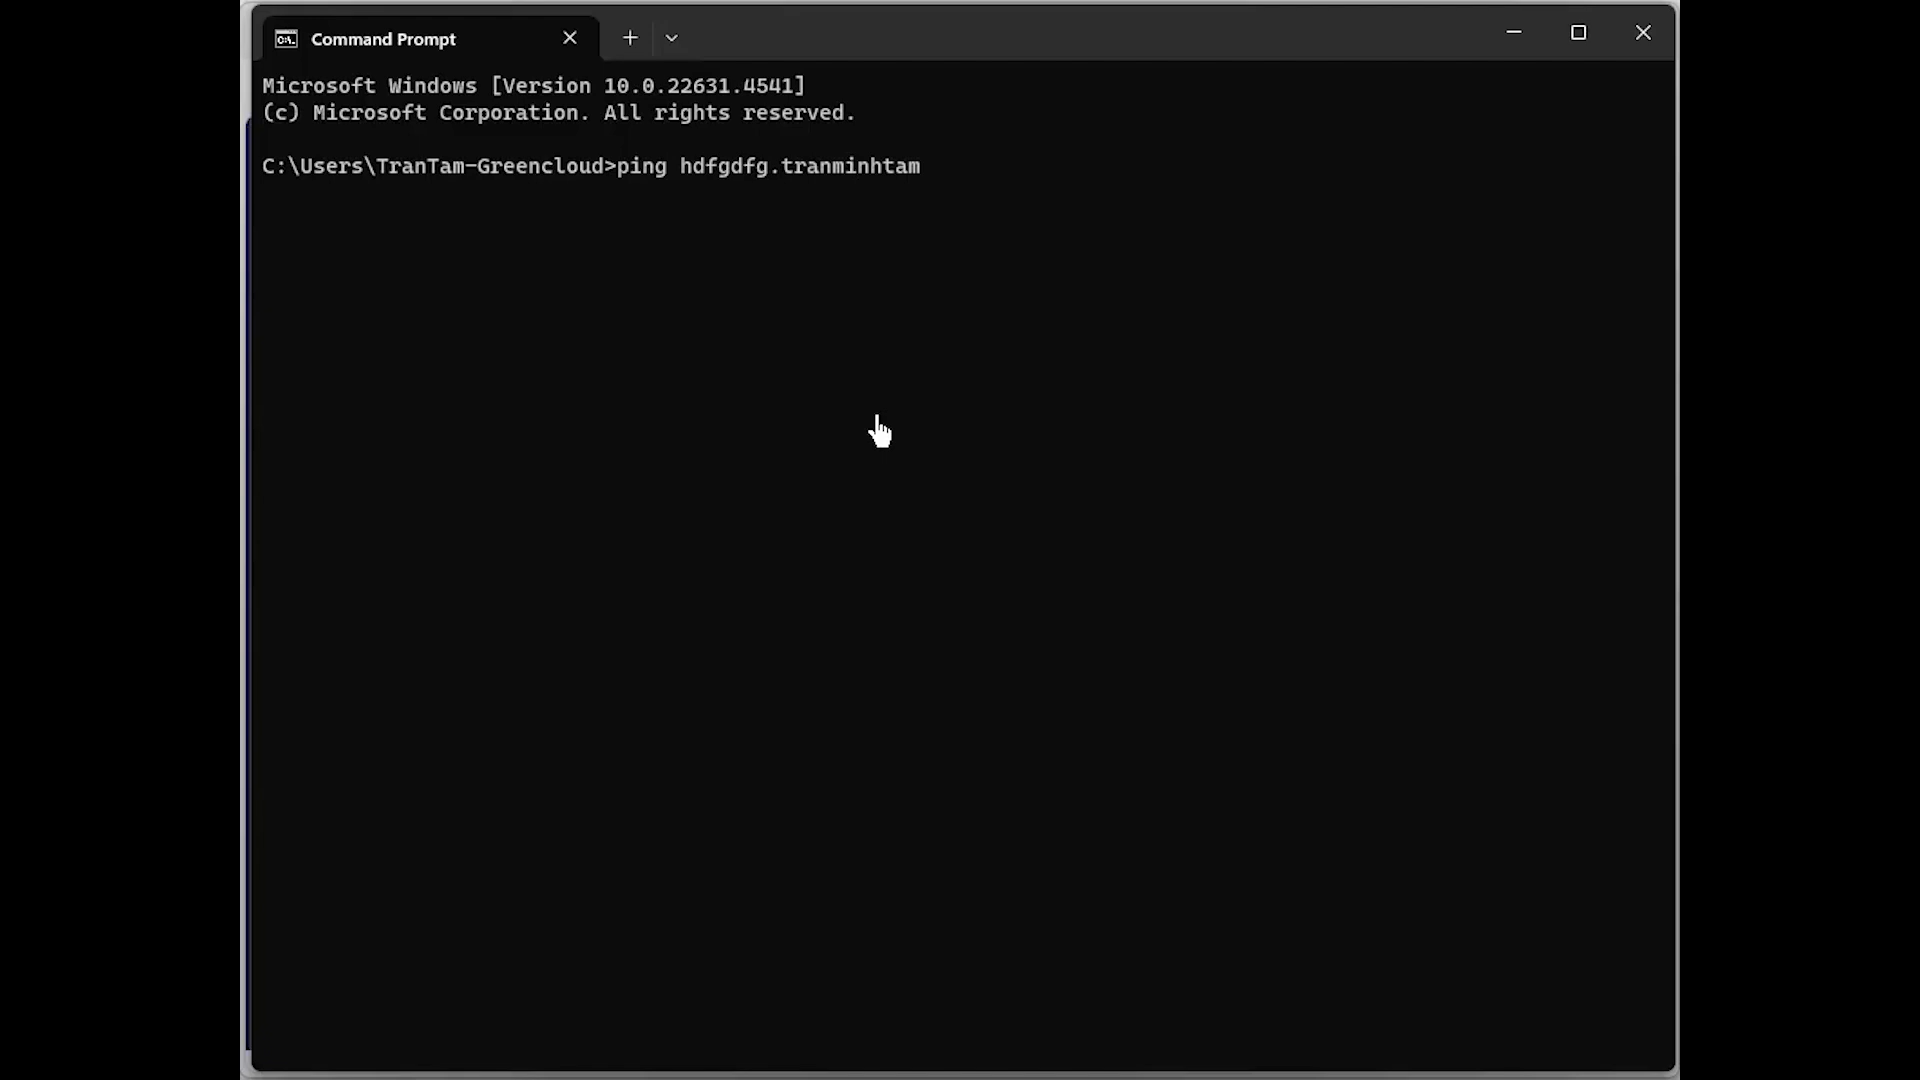 Command Prompt
Microsoft Windows [Version 10.0.22631.4541]
(c) Microsoft Corporation. All rights reserved.
C:\Users\TranTam-Greencloud>ping hdfgdfg.tranminhtam